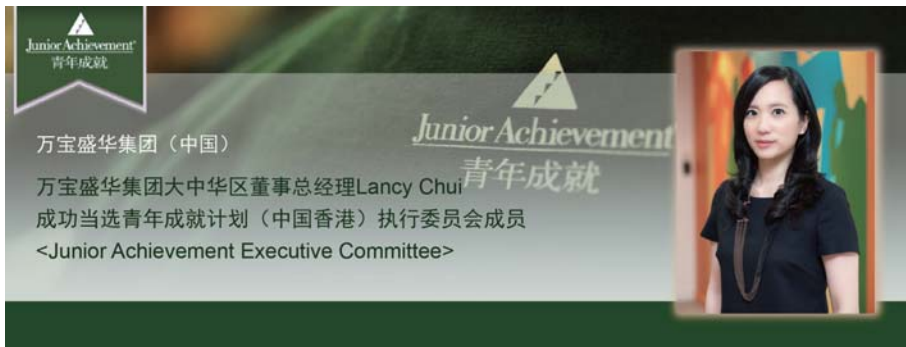 Junior Achievement®
青年成就
Junior Achievement
青年成就
万宝盛华集团（中国）
万宝盛华集团大中华区董事总经理Lancy Chui
成功当选青年成就计划（中国香港）执行委员会成员
<Junior Achievement Executive Committee>